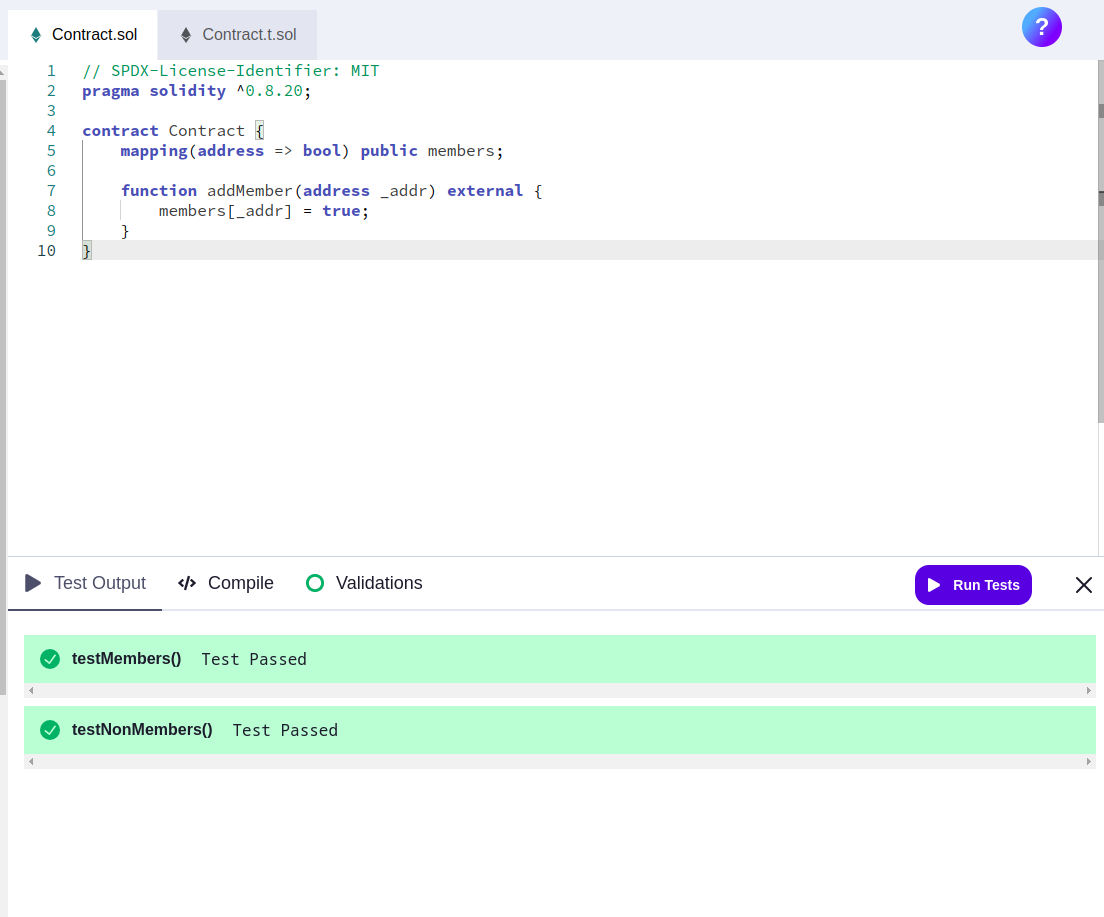 Contract.sol Contract.t.sol ?
1 // SPDX-License-Identifier: MIT
2 pragma solidity ^0.8.20;
3
4 contract Contract {
5     mapping(address => bool) public members;
6
7     function addMember(address _addr) external {
8         members[_addr] = true;
9     }
10 }
Test Output </> Compile Validations Run Tests
testMembers() Test Passed
testNonMembers() Test Passed